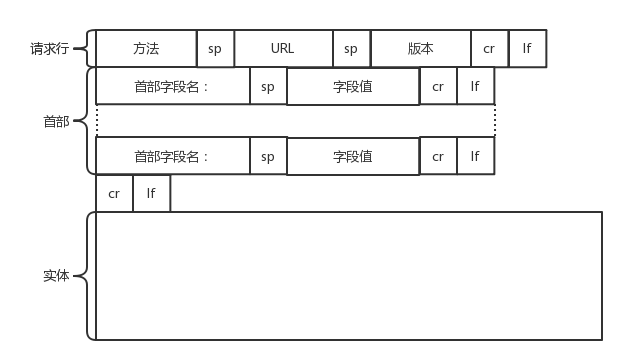 请求行 方法 sp URL sp 版本 cr lf
首部字段名： sp 字段值 cr lf
首部
首部字段名： sp 字段值 cr lf
cr lf
实体